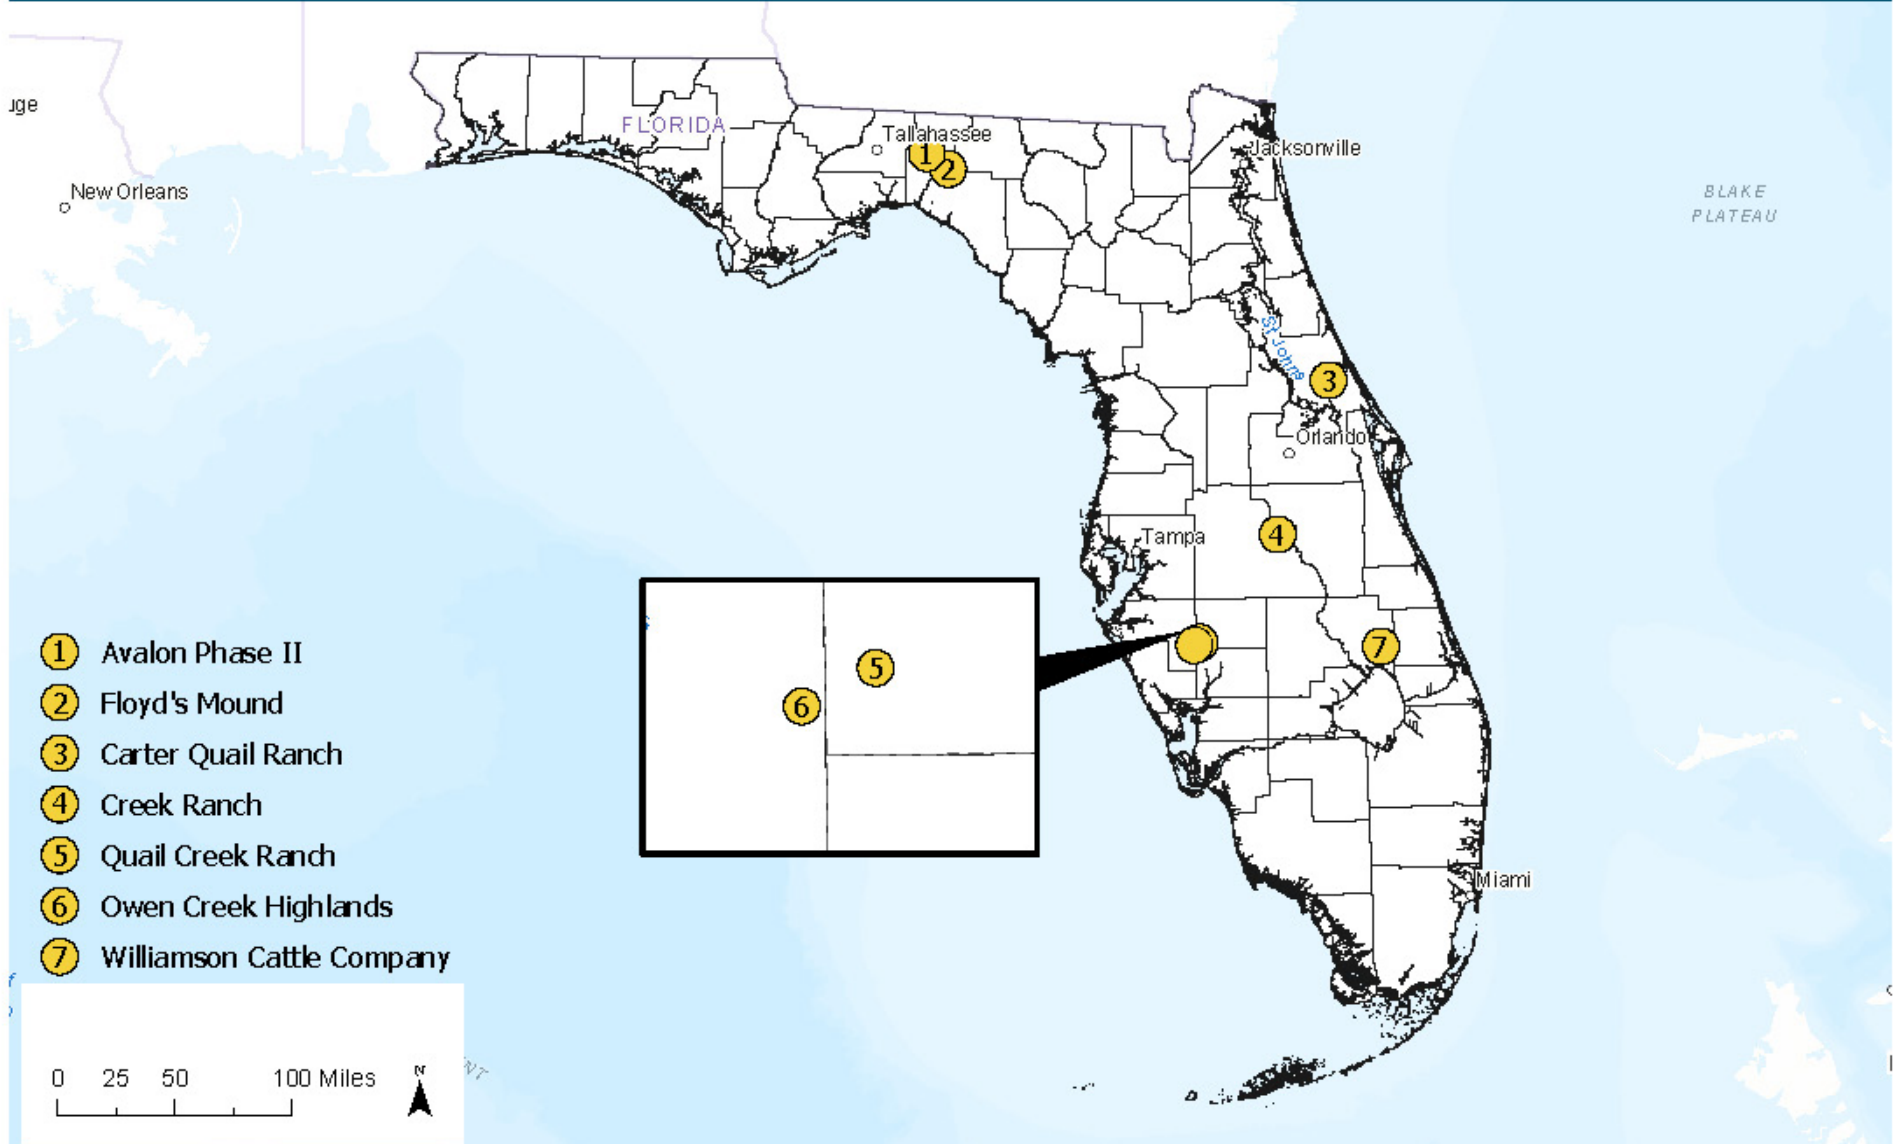 uge
New Orleans
FLORIDA
Tallahassee
1
2
Jacksonville
BLAKE
PLATEAU
St Johns
3
Orlando
4
Tampa
5
6
7
Miami
1 Avalon Phase II
2 Floyd's Mound
3 Carter Quail Ranch
4 Creek Ranch
5 Quail Creek Ranch
6 Owen Creek Highlands
7 Williamson Cattle Company
0 25 50 100 Miles
N